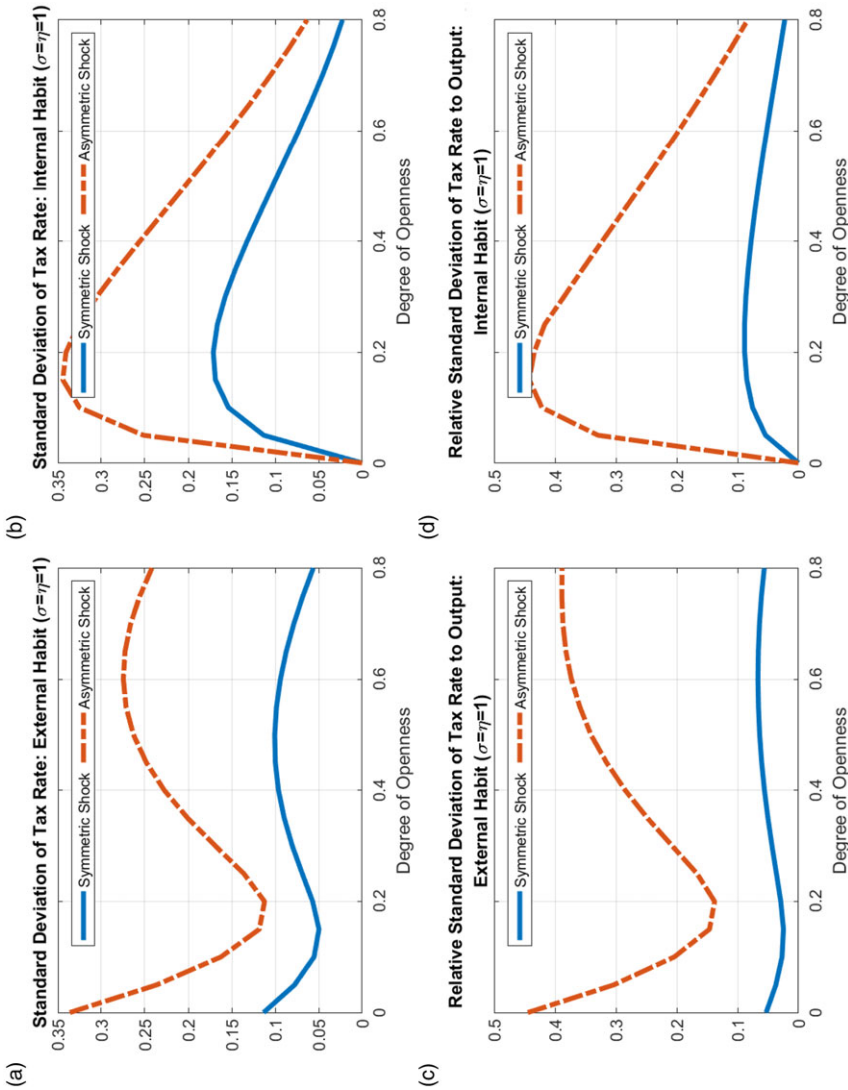 (a)
Standard Deviation of Tax Rate: External Habit (σ=η=1)
Symmetric Shock
Asymmetric Shock
0.35
0.3
0.25
0.2
0.15
0.1
0.05
0
0
0.2
0.4
0.6
0.8
Degree of Openness
(b)
Standard Deviation of Tax Rate: Internal Habit (σ=η=1)
Symmetric Shock
Asymmetric Shock
0.35
0.3
0.25
0.2
0.15
0.1
0.05
0
0
0.2
0.4
0.6
0.8
Degree of Openness
(c)
Relative Standard Deviation of Tax Rate to Output:
External Habit (σ=η=1)
Symmetric Shock
Asymmetric Shock
0.5
0.4
0.3
0.2
0.1
0
0
0.2
0.4
0.6
0.8
Degree of Openness
(d)
Relative Standard Deviation of Tax Rate to Output:
Internal Habit (σ=η=1)
Symmetric Shock
Asymmetric Shock
0.5
0.4
0.3
0.2
0.1
0
0
0.2
0.4
0.6
0.8
Degree of Openness